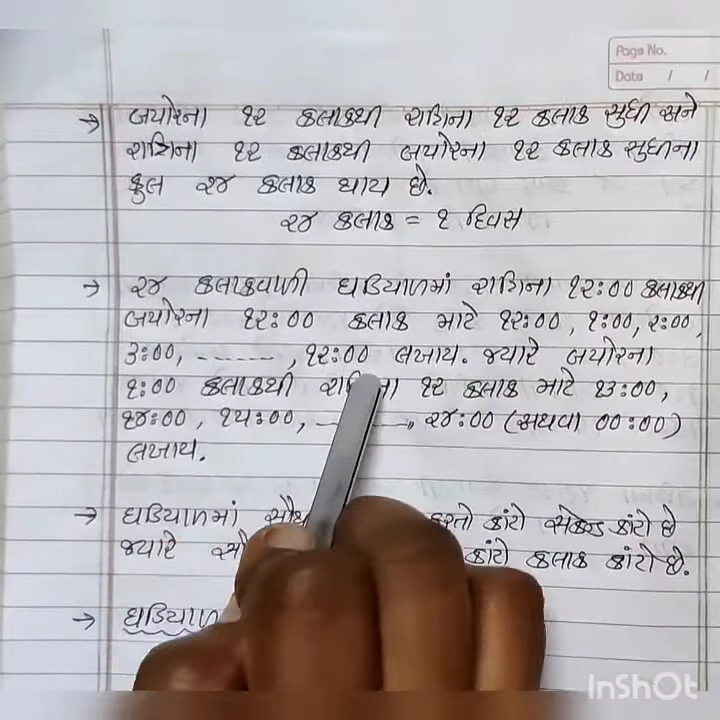 Page No.
Date / /
→ બપોરના ૧૨ કલાકથી રાત્રિના ૧૨ કલાક સુધી અને
રાત્રિના ૧૨ કલાકથી બપોરના ૧૨ કલાક સુધીના
કુલ ૨૪ કલાક થાય છે.
૨૪ કલાક = ૧ દિવસ
→ ૨૪ કલાકવાળી ઘડિયાળમાં રાત્રિના ૧૨:૦૦ કલાકથી
બપોરના ૧૨:૦૦ કલાક માટે ૧૨:૦૦, ૧:૦૦, ૨:૦૦,
૩:૦૦, ------, ૧૨:૦૦ લખાય. જ્યારે બપોરના
૧:૦૦ કલાકથી ૧૨ કલાક માટે ૧૩:૦૦,
૧૪:૦૦, ૧૫:૦૦, ------, ૨૪:૦૦ (અથવા ૦૦:૦૦)
લખાય.
→ ઘડિયાળમાં કાંટો સેકન્ડ કાંટો છે
જ્યારે કાંટો કલાક કાંટો છે.
→ ઘડિયાળ
InShOt